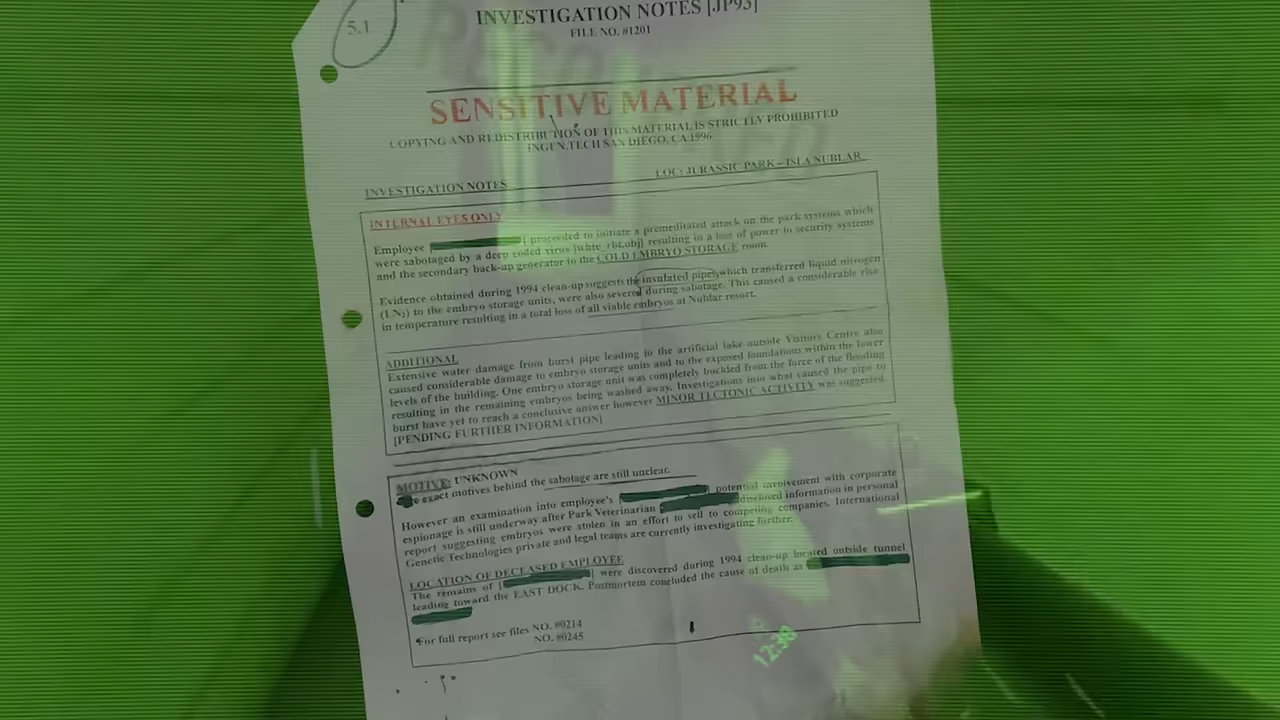 5.1
INVESTIGATION NOTES [JP93]
FILE NO. #1201
SENSITIVE MATERIAL
COPYING AND REDISTRIBUTION OF THIS MATERIAL IS STRICTLY PROHIBITED
INGEN.TECH SAN DIEGO, CA 1996
INVESTIGATION NOTES
LOC: JURASSIC PARK – ISLA NUBLAR
INTERNAL EYES ONLY
Employee [ ] proceeded to initiate a premeditated attack on the park systems which
were sabotaged by a deep coded virus [white_rbt.obj] resulting in a loss of power to security systems
and the secondary back-up generator to the COLD EMBRYO STORAGE room.
Evidence obtained during 1994 clean-up suggests the insulated pipes, which transferred liquid nitrogen
(LN₂) to the embryo storage units, were also severed during sabotage. This caused a considerable rise
in temperature resulting in a total loss of all viable embryos at Nublar resort.
ADDITIONAL
Extensive water damage from burst pipe leading to the artificial lake outside Visitors Centre also
caused considerable damage to embryo storage units and to the exposed foundations within the lower
levels of the building. One embryo storage unit was completely buckled from the force of the flooding
resulting in the remaining embryos being washed away. Investigations into what caused the pipe to
burst have yet to reach a conclusive answer however MINOR TECTONIC ACTIVITY was suggested.
[PENDING FURTHER INFORMATION]
MOTIVE: UNKNOWN
exact motives behind the sabotage are still unclear.
However an examination into employee's potential involvement with corporate
espionage is still underway after Park Veterinarian disclosed information in personal
report suggesting embryos were stolen in an effort to sell to competing companies. International
Genetic Technologies private and legal teams are currently investigating further.
LOCATION OF DECEASED EMPLOYEE
The remains of [ ] were discovered during 1994 clean-up located outside tunnel
leading toward the EAST DOCK. Postmortem concluded the cause of death as
*For full report see files NO. #0214
NO. #0245
12:38